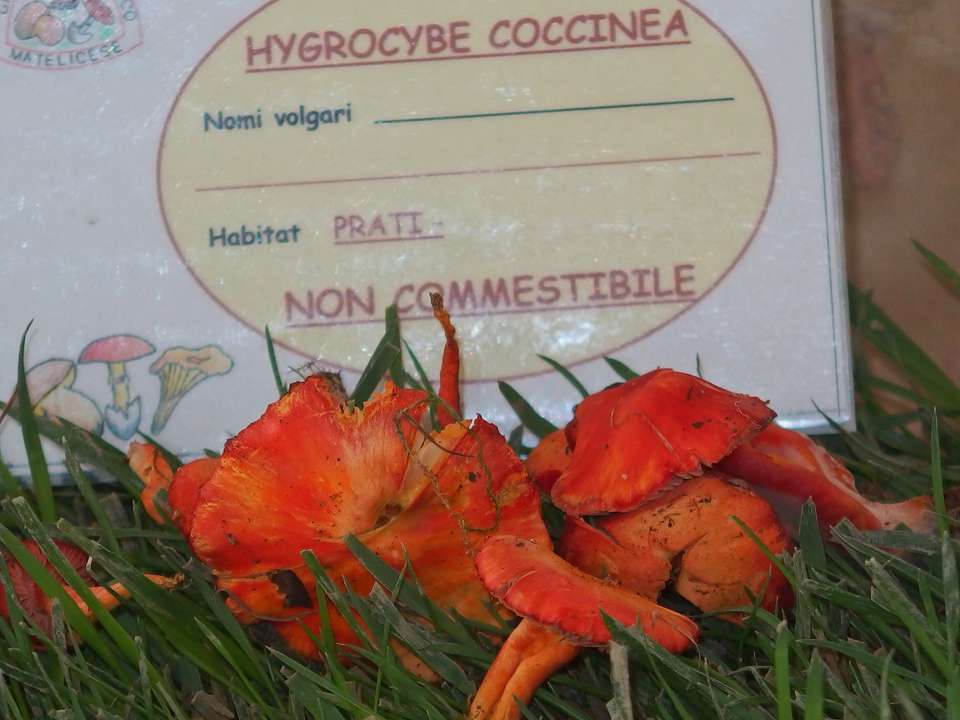 MATELICESE
HYGROCYBE COCCINEA
Nomi volgari
Habitat PRATI -
NON COMMESTIBILE